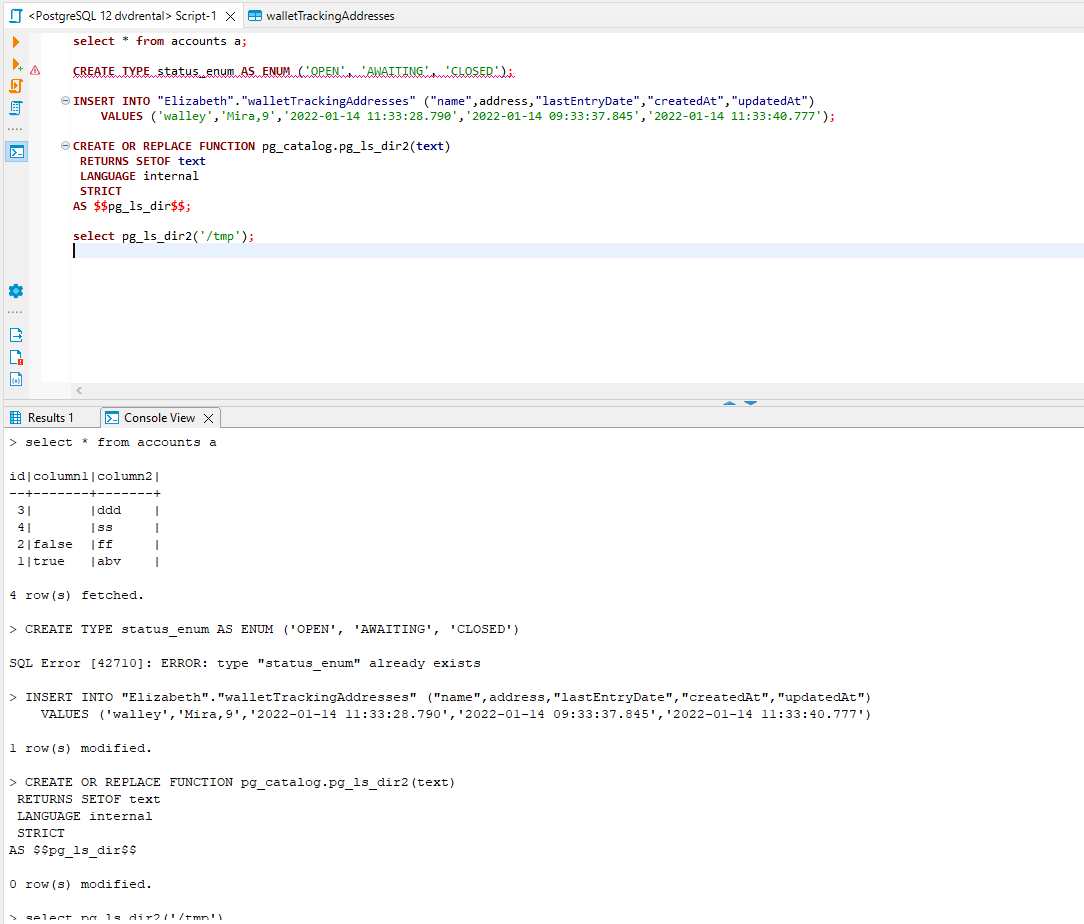 <PostgreSQL 12 dvdrental> Script-1
walletTrackingAddresses
select * from accounts a;
CREATE TYPE status_enum AS ENUM ('OPEN', 'AWAITING', 'CLOSED');
INSERT INTO "Elizabeth"."walletTrackingAddresses" ("name",address,"lastEntryDate","createdAt","updatedAt")
VALUES ('walley','Mira,9','2022-01-14 11:33:28.790','2022-01-14 09:33:37.845','2022-01-14 11:33:40.777');
CREATE OR REPLACE FUNCTION pg_catalog.pg_ls_dir2(text)
RETURNS SETOF text
LANGUAGE internal
STRICT
AS $$pg_ls_dir$$;
select pg_ls_dir2('/tmp');
Results 1
Console View
> select * from accounts a
id|column1|column2|
--+-------+-------+
3|       |ddd    |
4|       |ss     |
2|false  |ff     |
1|true   |abv    |
4 row(s) fetched.
> CREATE TYPE status_enum AS ENUM ('OPEN', 'AWAITING', 'CLOSED')
SQL Error [42710]: ERROR: type "status_enum" already exists
> INSERT INTO "Elizabeth"."walletTrackingAddresses" ("name",address,"lastEntryDate","createdAt","updatedAt")
VALUES ('walley','Mira,9','2022-01-14 11:33:28.790','2022-01-14 09:33:37.845','2022-01-14 11:33:40.777')
1 row(s) modified.
> CREATE OR REPLACE FUNCTION pg_catalog.pg_ls_dir2(text)
RETURNS SETOF text
LANGUAGE internal
STRICT
AS $$pg_ls_dir$$
0 row(s) modified.
> select pg_ls_dir2('/tmp')